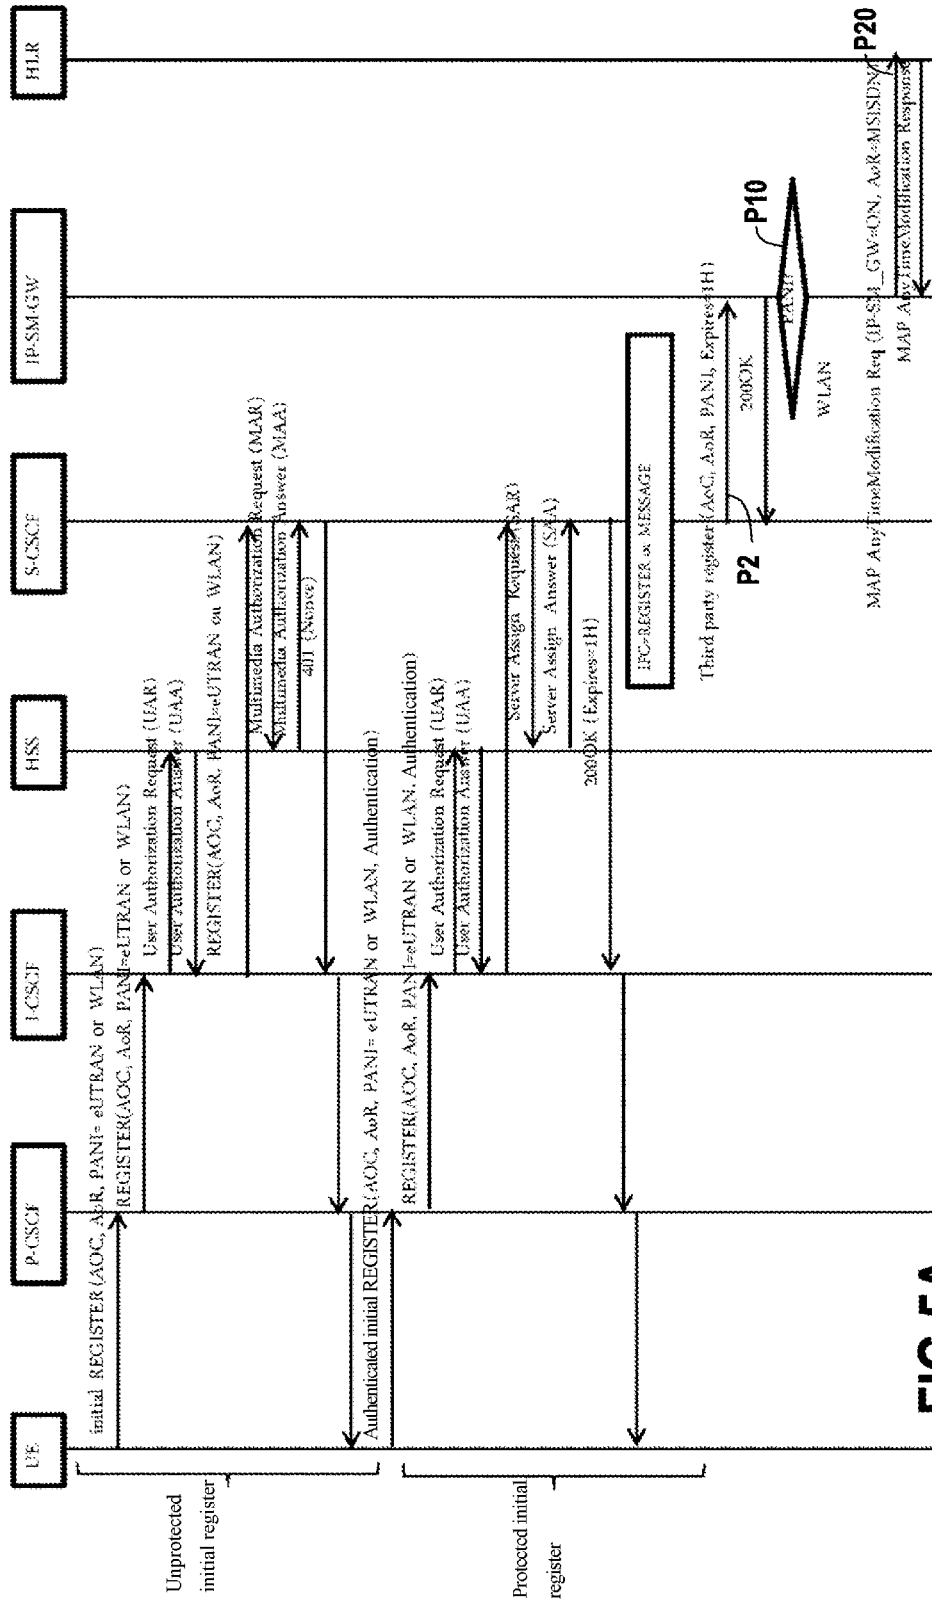 UE
P-CSCF
I-CSCF
HSS
S-CSCF
IP-SM-GW
HLR
Unprotected
initial register
initial REGISTER (AOC, AoR, PANI= eUTRAN or WLAN)
REGISTER(AOC, AoR, PANI=eUTRAN or WLAN)
User Authorization Request (UAR)
User Authorization Answer (UAA)
REGISTER(AOC, AoR, PANI=eUTRAN ou WLAN)
Multimedia Authorization Request (MAR)
Multimedia Authorization Answer (MAA)
401 (Nonce)
Protected initial
register
Authenticated initial REGISTER(AOC, AoR, PANI= eUTRAN or WLAN, Authentication)
REGISTER(AOC, AoR, PANI=eUTRAN or WLAN, Authentication)
User Authorization Request (UAR)
User Authorization Answer (UAA)
Server Assign Request (SAR)
Server Assign Answer (SAA)
200OK (Expires=1H)
IFC=REGISTER or MESSAGE
Third party register (AoC, AoR, PANI, Expires=1H)
P2
200OK
PANI?
P10
WLAN
MAP AnyTimeModification Req (IP-SM_GW=ON, AoR=MSISDN)
P20
MAP AnyTimeModification Response
FIG.5A